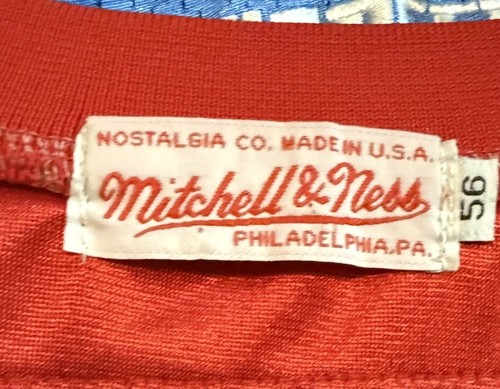 NOSTALGIA CO. MADE IN U.S.A.
Mitchell & Ness
PHILADELPHIA, PA.
56